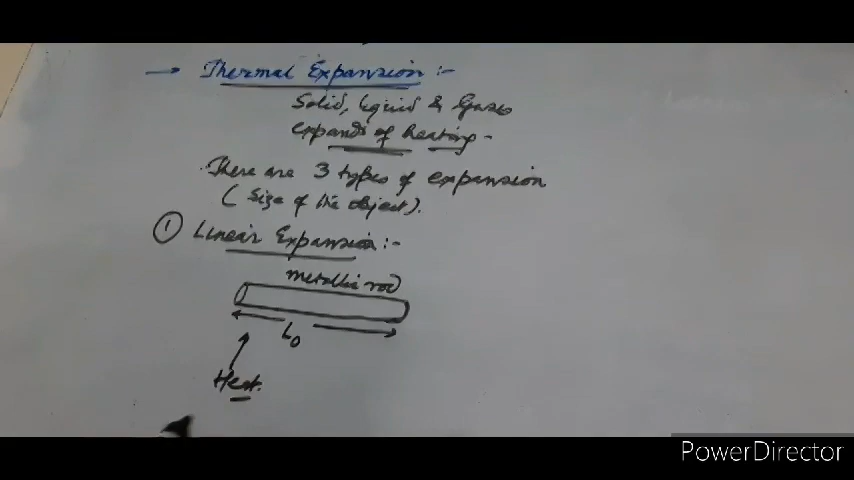 → Thermal Expansion :-
Solid, liquid & Gases
expands of heating -
There are 3 types of expansion
( Size of the object).
① Linear Expansion :-
metallic rod
L₀
Heat.
PowerDirector